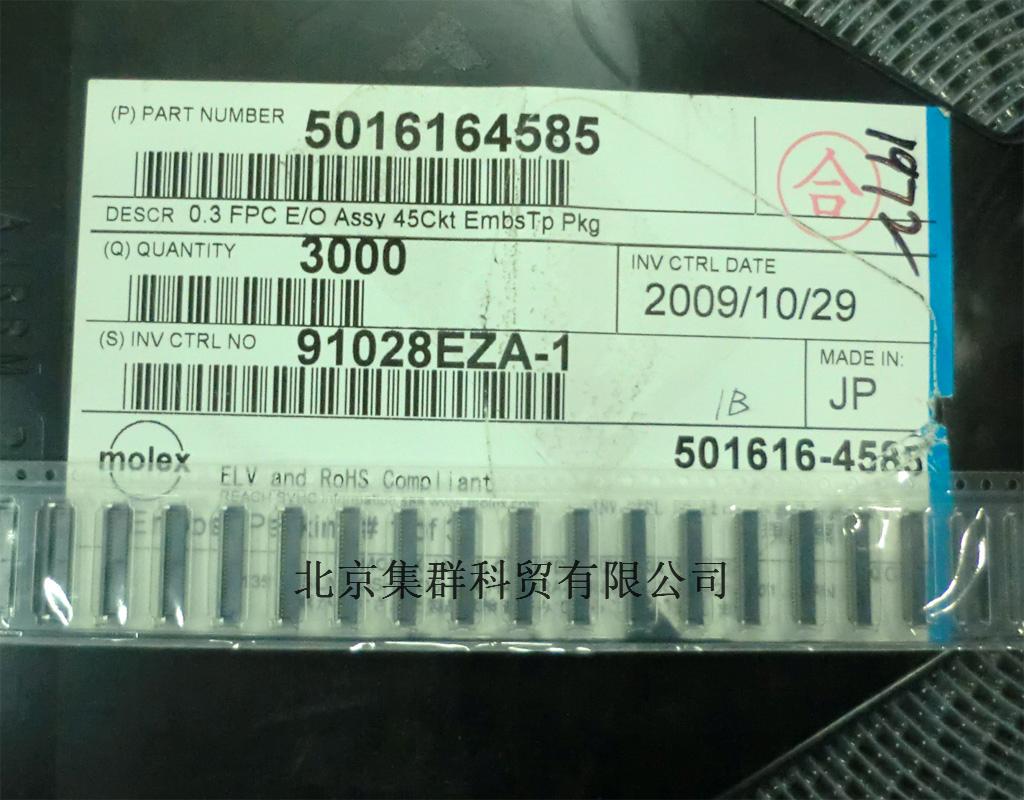 (P) PART NUMBER 5016164585
合
1972
DESCR 0.3 FPC E/O Assy 45Ckt EmbsTp Pkg
(Q) QUANTITY 3000
INV CTRL DATE
2009/10/29
(S) INV CTRL NO 91028EZA-1
MADE IN:
JP
1B
molex
501616-4585
ELV and RoHS Compliant
北京集群科贸有限公司